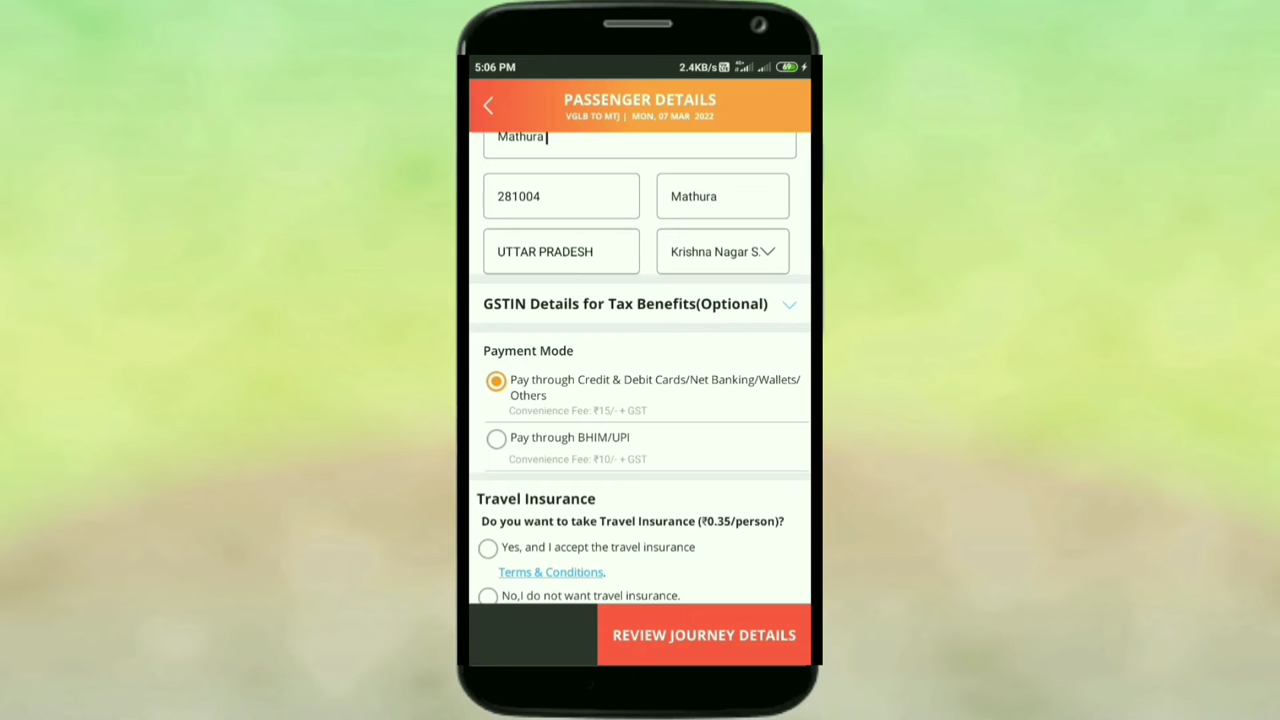 5:06 PM 2.4KB/s 69
PASSENGER DETAILS
VGLB TO MTJ | MON, 07 MAR 2022
Mathura
281004 Mathura
UTTAR PRADESH Krishna Nagar S.
GSTIN Details for Tax Benefits(Optional)
Payment Mode
Pay through Credit & Debit Cards/Net Banking/Wallets/
Others
Convenience Fee: ₹15/- + GST
Pay through BHIM/UPI
Convenience Fee: ₹10/- + GST
Travel Insurance
Do you want to take Travel Insurance (₹0.35/person)?
Yes, and I accept the travel insurance
Terms & Conditions.
No,I do not want travel insurance.
REVIEW JOURNEY DETAILS